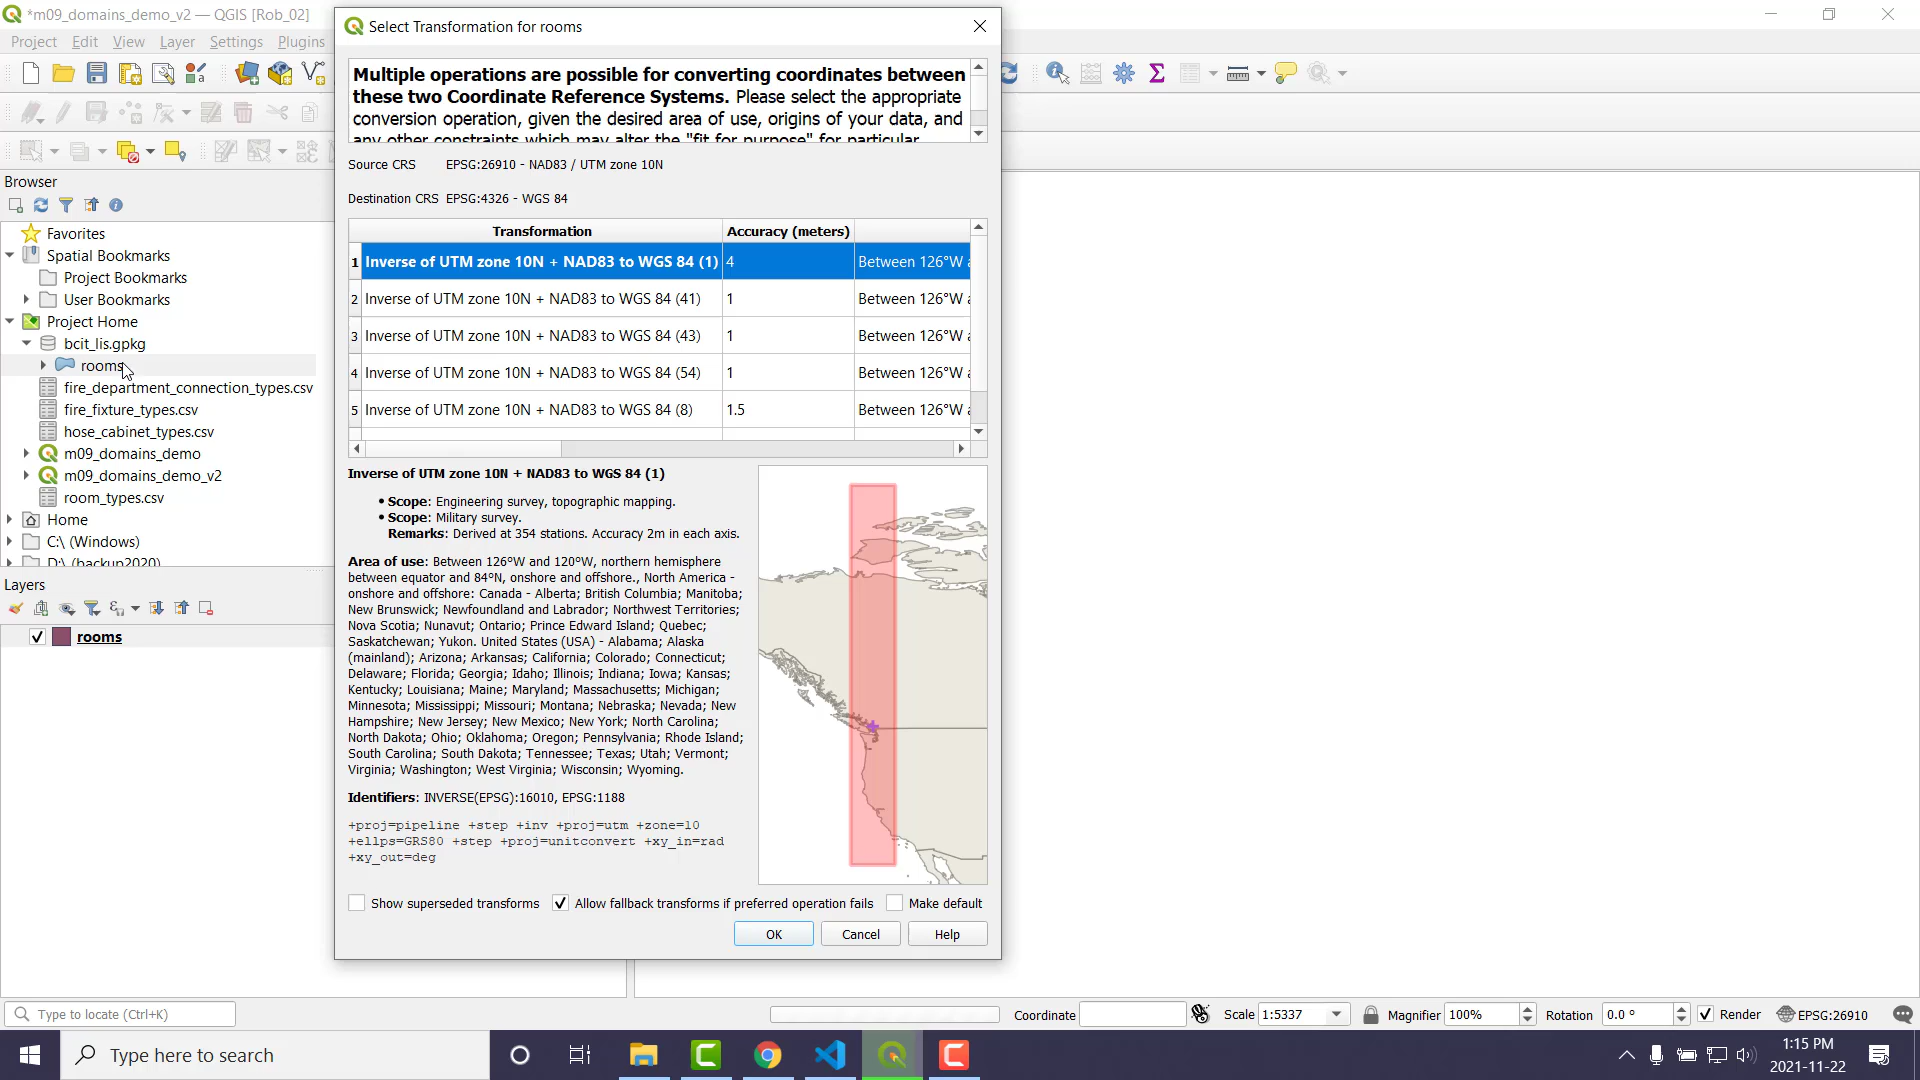 *m09_domains_demo_v2 — QGIS [Rob_02]
Project Edit View Layer Settings Plugins
Browser
Favorites
Spatial Bookmarks
Project Bookmarks
User Bookmarks
Project Home
bcit_lis.gpkg
rooms
fire_department_connection_types.csv
fire_fixture_types.csv
hose_cabinet_types.csv
m09_domains_demo
m09_domains_demo_v2
room_types.csv
Home
C:\ (Windows)
D:\ (backup2020)
Layers
rooms
Select Transformation for rooms
Multiple operations are possible for converting coordinates between
these two Coordinate Reference Systems. Please select the appropriate
conversion operation, given the desired area of use, origins of your data, and
any other constraints which may alter the "fit for purpose" for particular
Source CRS EPSG:26910 - NAD83 / UTM zone 10N
Destination CRS EPSG:4326 - WGS 84
Transformation Accuracy (meters)
1 Inverse of UTM zone 10N + NAD83 to WGS 84 (1) 4 Between 126°W a
2 Inverse of UTM zone 10N + NAD83 to WGS 84 (41) 1 Between 126°W a
3 Inverse of UTM zone 10N + NAD83 to WGS 84 (43) 1 Between 126°W a
4 Inverse of UTM zone 10N + NAD83 to WGS 84 (54) 1 Between 126°W a
5 Inverse of UTM zone 10N + NAD83 to WGS 84 (8) 1.5 Between 126°W a
Inverse of UTM zone 10N + NAD83 to WGS 84 (1)
• Scope: Engineering survey, topographic mapping.
• Scope: Military survey.
Remarks: Derived at 354 stations. Accuracy 2m in each axis.
Area of use: Between 126°W and 120°W, northern hemisphere
between equator and 84°N, onshore and offshore., North America -
onshore and offshore: Canada - Alberta; British Columbia; Manitoba;
New Brunswick; Newfoundland and Labrador; Northwest Territories;
Nova Scotia; Nunavut; Ontario; Prince Edward Island; Quebec;
Saskatchewan; Yukon. United States (USA) - Alabama; Alaska
(mainland); Arizona; Arkansas; California; Colorado; Connecticut;
Delaware; Florida; Georgia; Idaho; Illinois; Indiana; Iowa; Kansas;
Kentucky; Louisiana; Maine; Maryland; Massachusetts; Michigan;
Minnesota; Mississippi; Missouri; Montana; Nebraska; Nevada; New
Hampshire; New Jersey; New Mexico; New York; North Carolina;
North Dakota; Ohio; Oklahoma; Oregon; Pennsylvania; Rhode Island;
South Carolina; South Dakota; Tennessee; Texas; Utah; Vermont;
Virginia; Washington; West Virginia; Wisconsin; Wyoming.
Identifiers: INVERSE(EPSG):16010, EPSG:1188
+proj=pipeline +step +inv +proj=utm +zone=10
+ellps=GRS80 +step +proj=unitconvert +xy_in=rad
+xy_out=deg
Show superseded transforms Allow fallback transforms if preferred operation fails Make default
OK Cancel Help
Type to locate (Ctrl+K) Coordinate Scale 1:5337 Magnifier 100% Rotation 0.0 ° Render EPSG:26910
Type here to search
1:15 PM
2021-11-22